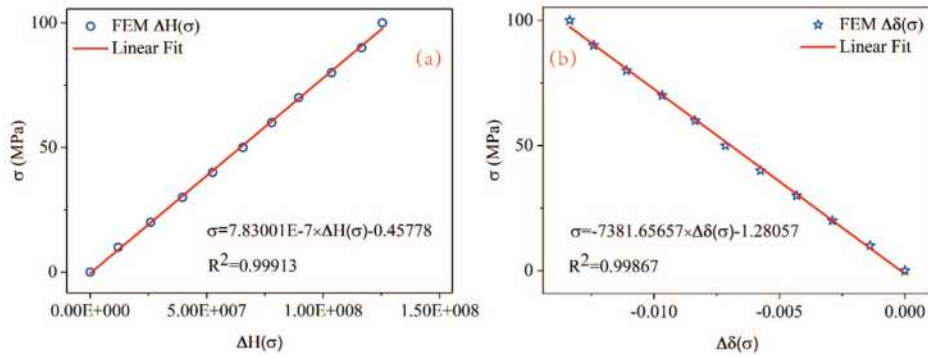 FEM ΔH(σ)
Linear Fit
(a)
100
50
0
σ (MPa)
σ=7.83001E-7×ΔH(σ)-0.45778
R²=0.99913
0.00E+000 5.00E+007 1.00E+008 1.50E+008
ΔH(σ)
FEM Δδ(σ)
Linear Fit
(b)
100
50
0
σ (MPa)
σ=-7381.65657×Δδ(σ)-1.28057
R²=0.99867
-0.010 -0.005 0.000
Δδ(σ)